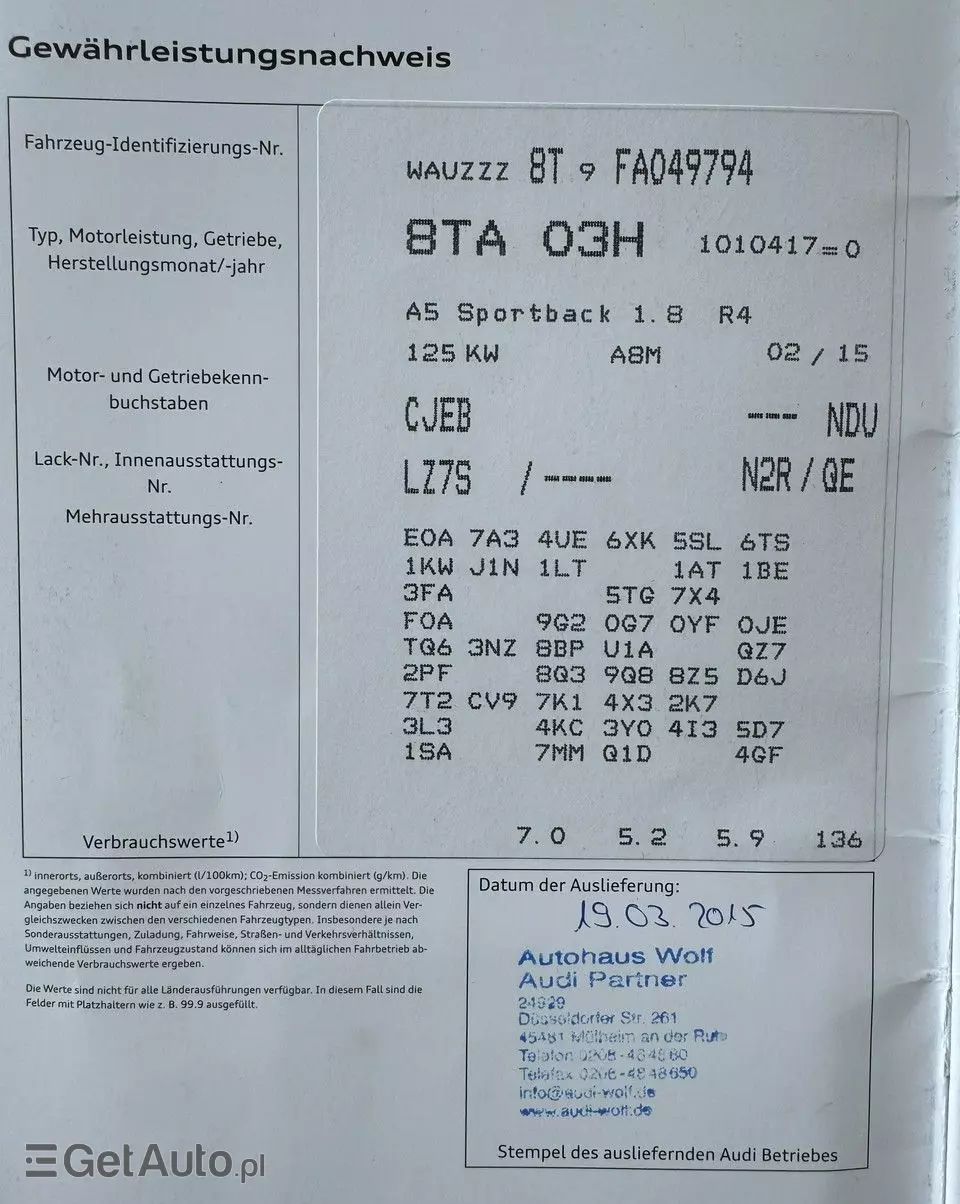 Gewährleistungsnachweis
Fahrzeug-Identifizierungs-Nr.
WAUZZZ 8T 9 FA049794
Typ, Motorleistung, Getriebe,
Herstellungsmonat/-jahr
8TA 03H 1010417=0
A5 Sportback 1.8 R4
125 KW A8M 02 / 15
Motor- und Getriebekenn-
buchstaben
CJEB --- NDU
Lack-Nr., Innenausstattungs-
Nr.
LZ7S /---- N2R / QE
Mehrausstattungs-Nr.
E0A 7A3 4UE 6XK 5SL 6TS
1KW J1N 1LT 1AT 1BE
3FA 5TG 7X4
F0A 9G2 0G7 0YF 0JE
TQ6 3NZ 8BP U1A QZ7
2PF 8Q3 9Q8 8Z5 D6J
7T2 CV9 7K1 4X3 2K7
3L3 4KC 3Y0 4I3 5D7
1SA 7MM Q1D 4GF
Verbrauchswerte1) 7.0 5.2 5.9 136
1) innerorts, außerorts, kombiniert (l/100km); CO2-Emission kombiniert (g/km). Die
angegebenen Werte wurden nach den vorgeschriebenen Messverfahren ermittelt. Die
Angaben beziehen sich nicht auf ein einzelnes Fahrzeug, sondern dienen allein Ver-
gleichszwecken zwischen den verschiedenen Fahrzeugtypen. Insbesondere je nach
Sonderausstattungen, Zuladung, Fahrweise, Straßen- und Verkehrsverhältnissen,
Umwelteinflüssen und Fahrzeugzustand können sich im alltäglichen Fahrbetrieb ab-
weichende Verbrauchswerte ergeben.
Die Werte sind nicht für alle Länderausführungen verfügbar. In diesem Fall sind die
Felder mit Platzhaltern wie z. B. 99.9 ausgefüllt.
Datum der Auslieferung:
19.03.2015
Autohaus Wolf
Audi Partner
Düsseldorfer Str. 261
45481 Mülheim an der Ruhr
Telefon
Telefax
info@audi-wolf.de
www.audi-wolf.de
Stempel des ausliefernden Audi Betriebes
GetAuto.pl